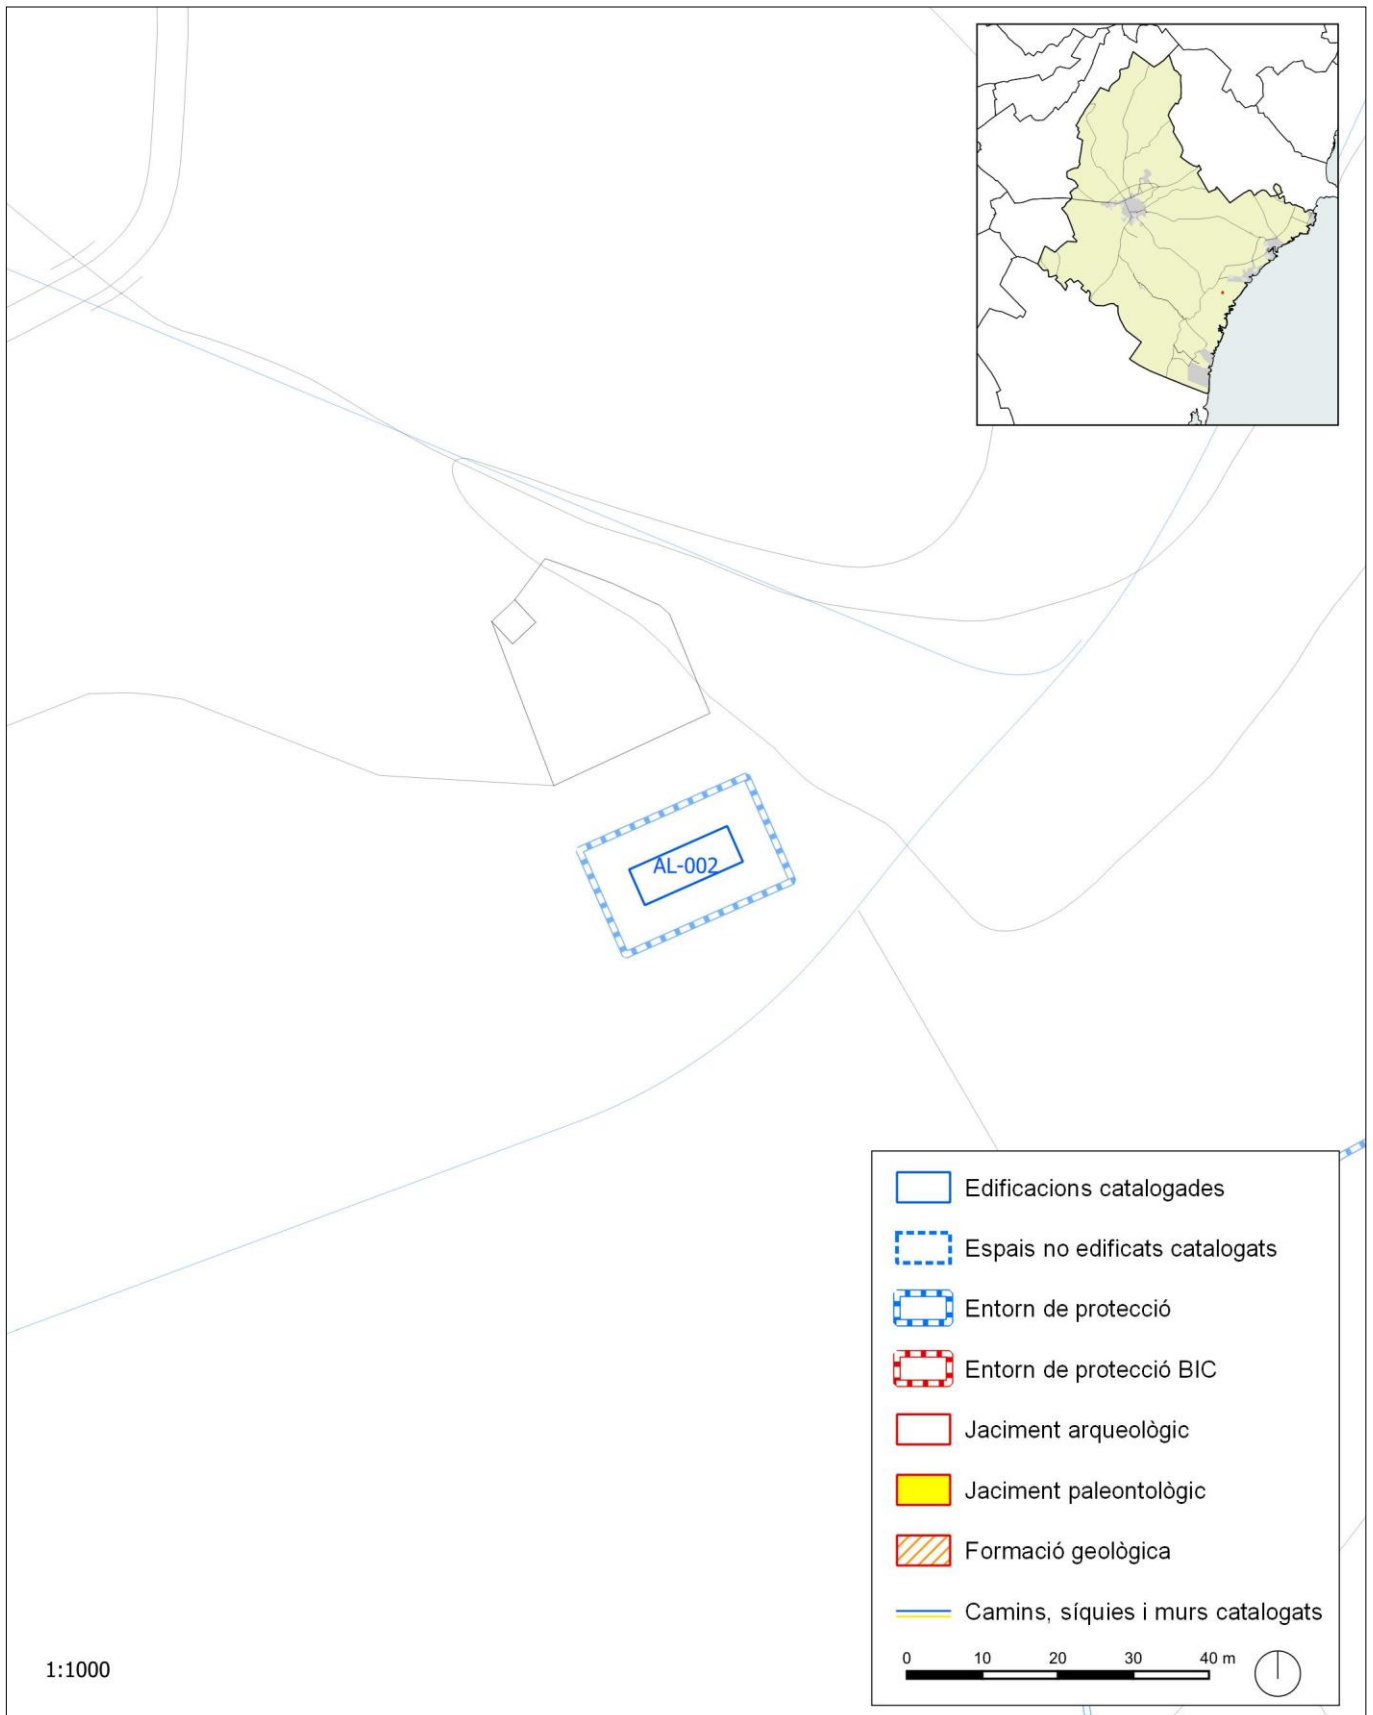 AL-002
Edificacions catalogades
Espais no edificats catalogats
Entorn de protecció
Entorn de protecció BIC
Jaciment arqueològic
Jaciment paleontològic
Formació geològica
Camins, síquies i murs catalogats
0 10 20 30 40 m
1:1000